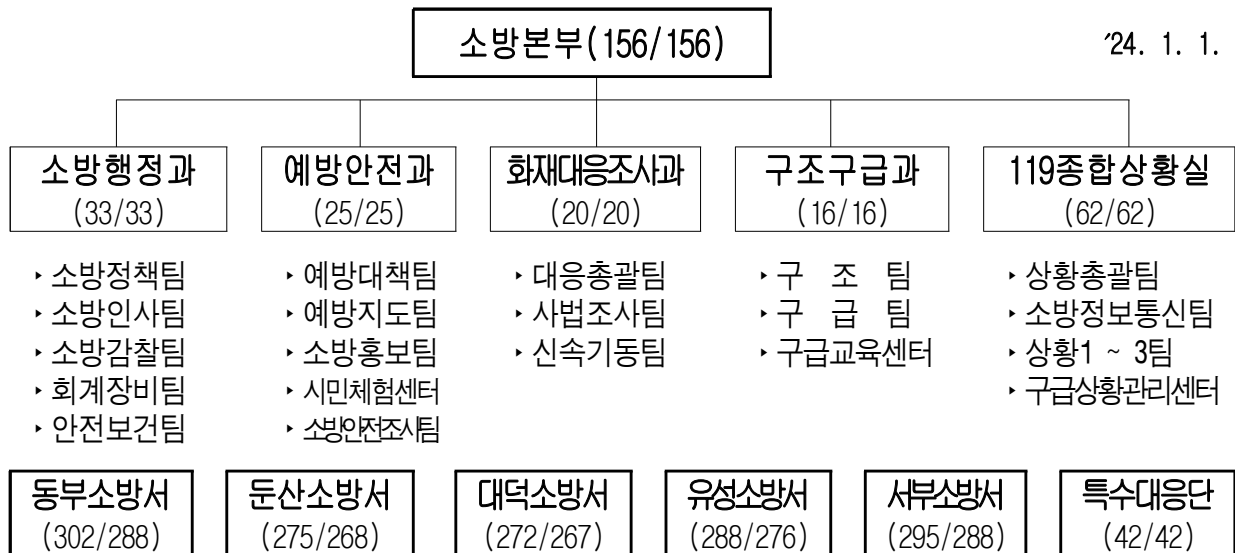 소방본부(156/156)
′24. 1. 1.
소방행정과
(33/33)
예방안전과
(25/25)
화재대응조사과
(20/20)
구조구급과
(16/16)
119종합상황실
(62/62)
‣ 소방정책팀
‣ 소방인사팀
‣ 소방감찰팀
‣ 회계장비팀
‣ 안전보건팀
‣ 예방대책팀
‣ 예방지도팀
‣ 소방홍보팀
‣ 시민체험센터
‣ 소방안전조사팀
‣ 대응총괄팀
‣ 사법조사팀
‣ 신속기동팀
‣ 구 조 팀
‣ 구 급 팀
‣ 구급교육센터
‣ 상황총괄팀
‣ 소방정보통신팀
‣ 상황1 ~ 3팀
‣ 구급상황관리센터
동부소방서
(302/288)
둔산소방서
(275/268)
대덕소방서
(272/267)
유성소방서
(288/276)
서부소방서
(295/288)
특수대응단
(42/42)